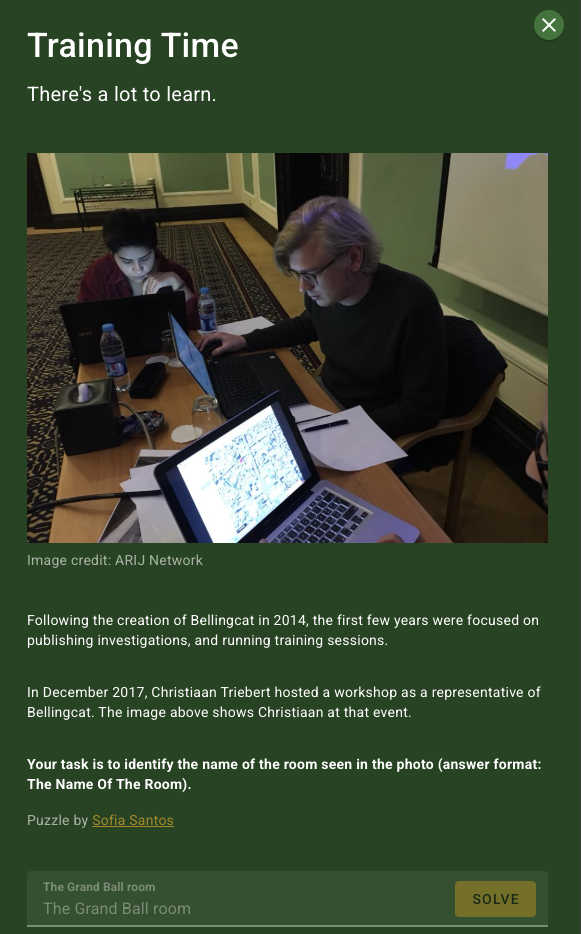 Training Time
There's a lot to learn.
Image credit: ARIJ Network
Following the creation of Bellingcat in 2014, the first few years were focused on
publishing investigations, and running training sessions.
In December 2017, Christiaan Triebert hosted a workshop as a representative of
Bellingcat. The image above shows Christiaan at that event.
Your task is to identify the name of the room seen in the photo (answer format:
The Name Of The Room).
Puzzle by Sofia Santos
The Grand Ball room
The Grand Ball room
SOLVE